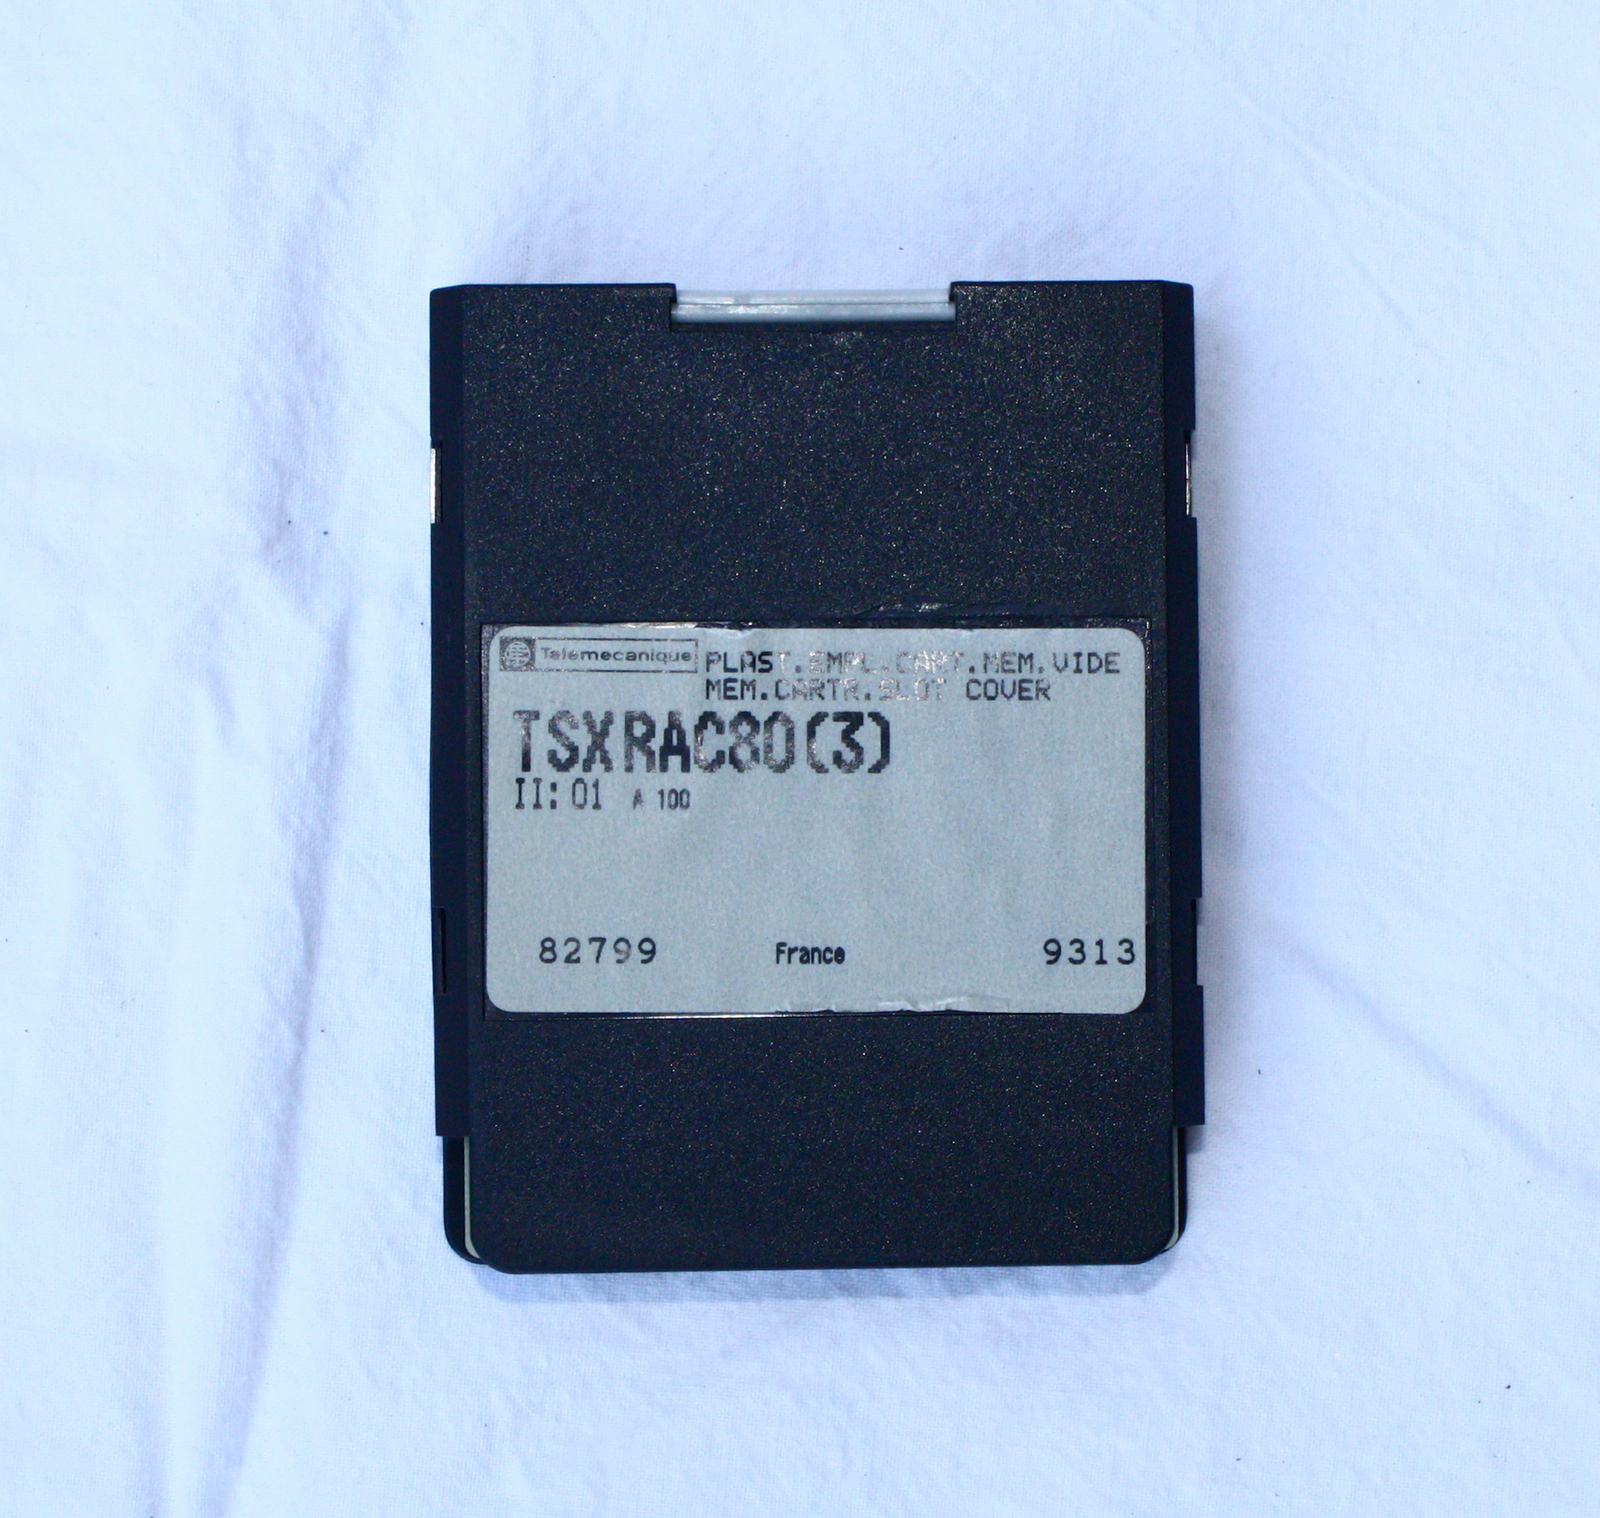 Telemecanique
PLAST.EMPL.CART.MEM.VIDE
MEM.CARTR.SLOT COVER
TSXRAC80(3)
II:01 A 100
82799 France 9313